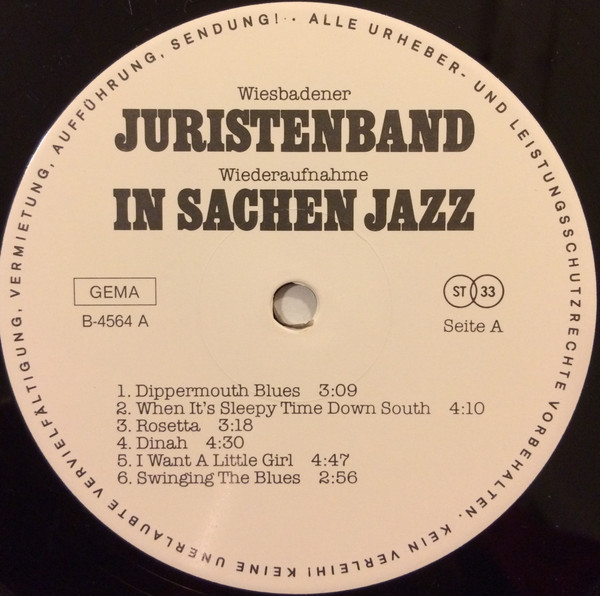 Wiesbadener
JURISTENBAND
Wiederaufnahme
IN SACHEN JAZZ
GEMA
B-4564 A
ST 33
Seite A
1. Dippermouth Blues 3:09
2. When It's Sleepy Time Down South 4:10
3. Rosetta 3:18
4. Dinah 4:30
5. I Want A Little Girl 4:47
6. Swinging The Blues 2:56
ALLE URHEBER- UND LEISTUNGSSCHUTZRECHTE VORBEHALTEN. KEIN VERLEIH! KEINE UNERLAUBTE VERVIELFÄLTIGUNG, VERMIETUNG, AUFFÜHRUNG, SENDUNG! ·